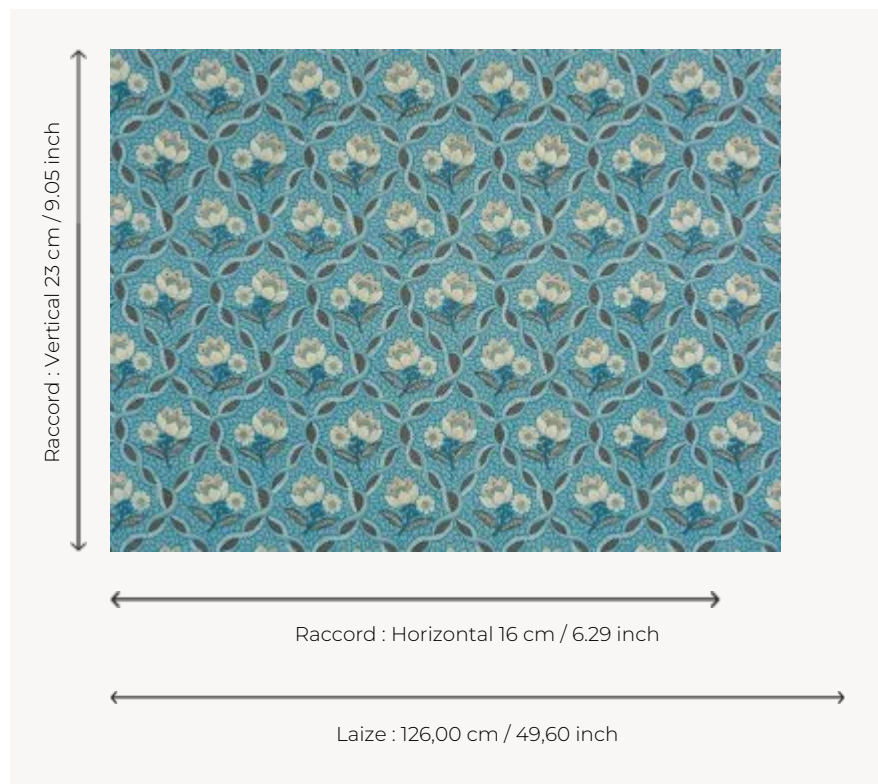 Raccord : Vertical 23 cm / 9.05 inch
Raccord : Horizontal 16 cm / 6.29 inch
Laize : 126,00 cm / 49,60 inch